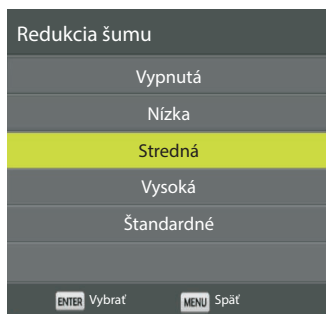 Redukcia šumu
Vypnutá
Nízka
Stredná
Vysoká
Štandardné
ENTER Vybrať MENU Späť